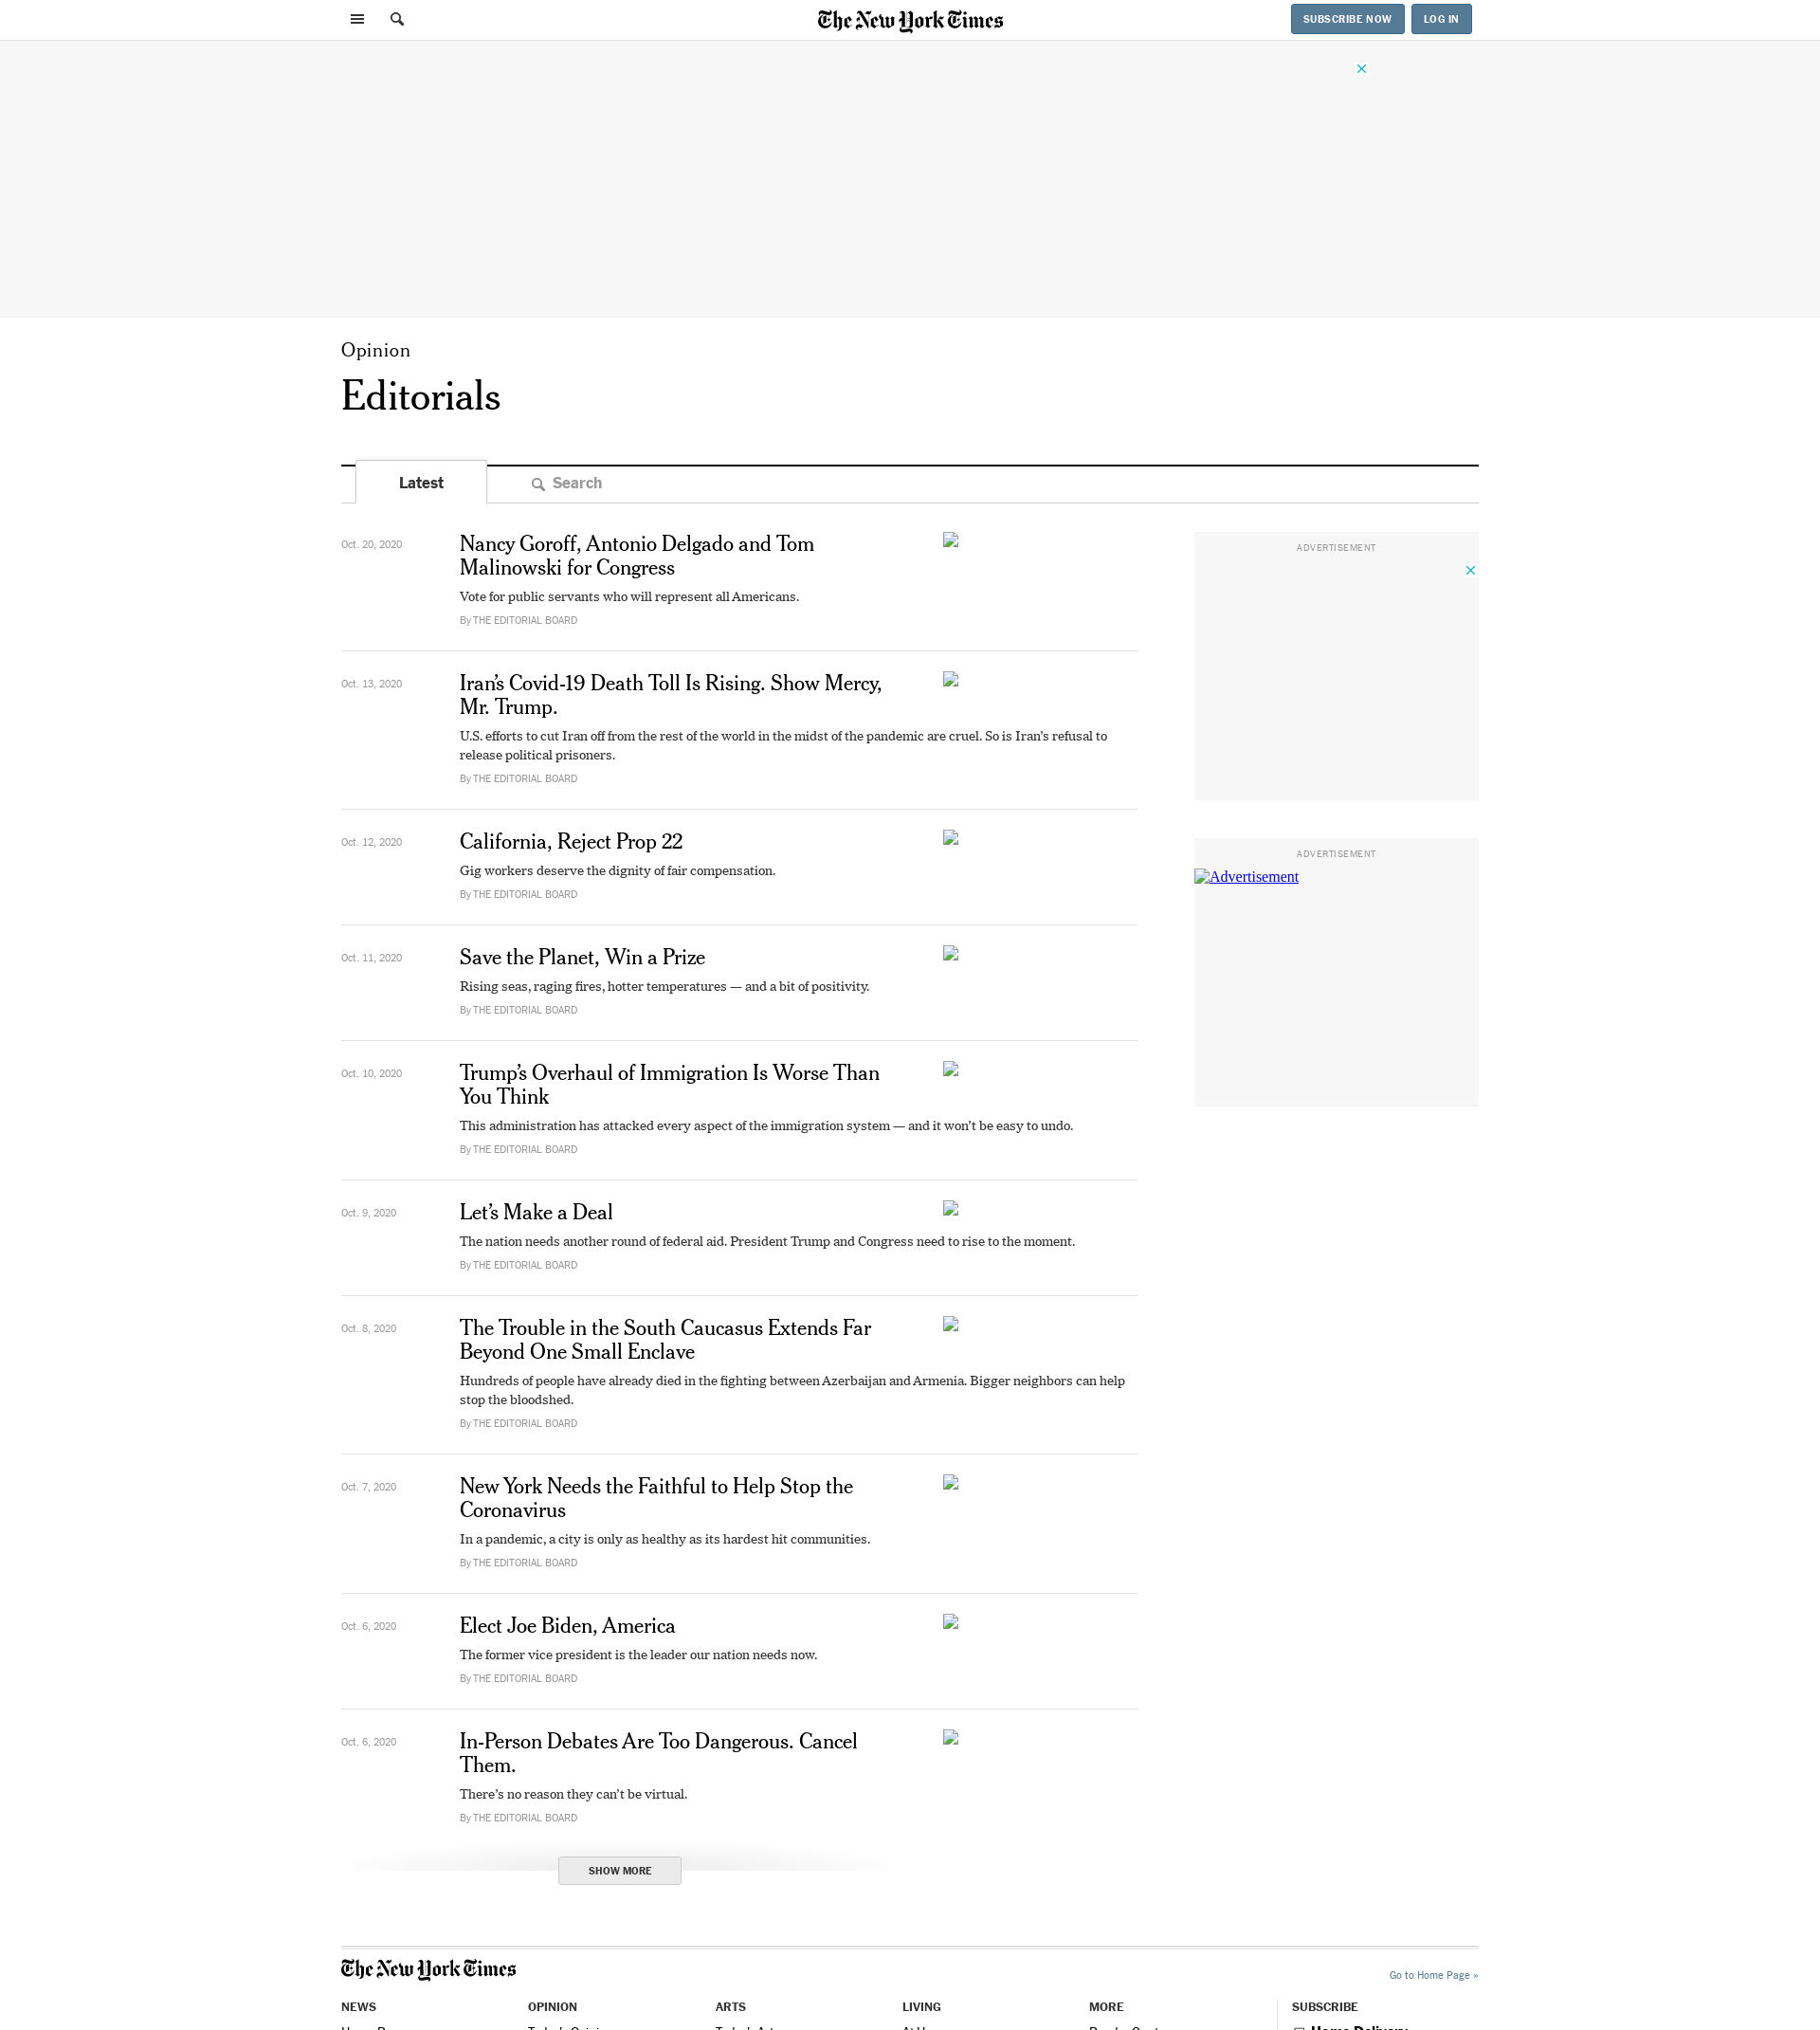 The New York Times
SUBSCRIBE NOW
LOG IN
Opinion
Editorials
Latest
Search
Oct. 20, 2020
Nancy Goroff, Antonio Delgado and Tom
Malinowski for Congress
Vote for public servants who will represent all Americans.
By THE EDITORIAL BOARD
Oct. 13, 2020
Iran’s Covid-19 Death Toll Is Rising. Show Mercy,
Mr. Trump.
U.S. efforts to cut Iran off from the rest of the world in the midst of the pandemic are cruel. So is Iran’s refusal to
release political prisoners.
By THE EDITORIAL BOARD
Oct. 12, 2020
California, Reject Prop 22
Gig workers deserve the dignity of fair compensation.
By THE EDITORIAL BOARD
Oct. 11, 2020
Save the Planet, Win a Prize
Rising seas, raging fires, hotter temperatures — and a bit of positivity.
By THE EDITORIAL BOARD
Oct. 10, 2020
Trump’s Overhaul of Immigration Is Worse Than
You Think
This administration has attacked every aspect of the immigration system — and it won’t be easy to undo.
By THE EDITORIAL BOARD
Oct. 9, 2020
Let’s Make a Deal
The nation needs another round of federal aid. President Trump and Congress need to rise to the moment.
By THE EDITORIAL BOARD
Oct. 8, 2020
The Trouble in the South Caucasus Extends Far
Beyond One Small Enclave
Hundreds of people have already died in the fighting between Azerbaijan and Armenia. Bigger neighbors can help
stop the bloodshed.
By THE EDITORIAL BOARD
Oct. 7, 2020
New York Needs the Faithful to Help Stop the
Coronavirus
In a pandemic, a city is only as healthy as its hardest hit communities.
By THE EDITORIAL BOARD
Oct. 6, 2020
Elect Joe Biden, America
The former vice president is the leader our nation needs now.
By THE EDITORIAL BOARD
Oct. 6, 2020
In-Person Debates Are Too Dangerous. Cancel
Them.
There’s no reason they can’t be virtual.
By THE EDITORIAL BOARD
SHOW MORE
ADVERTISEMENT
ADVERTISEMENT
Advertisement
The New York Times
Go to Home Page »
NEWS
OPINION
ARTS
LIVING
MORE
SUBSCRIBE
Home Delivery